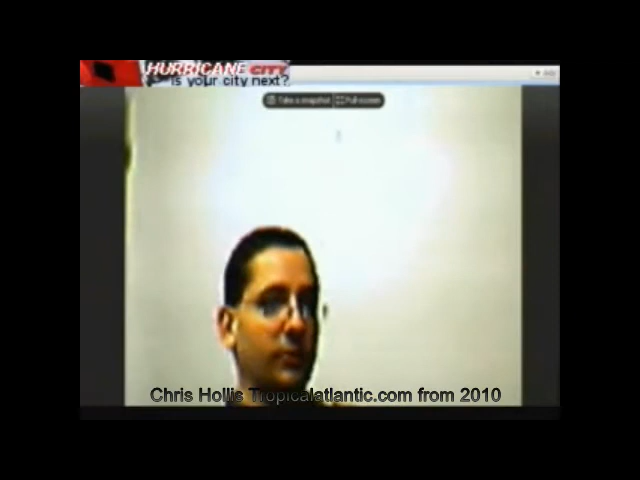 HURRICANE CITY
is your city next?
Take a snapshot Full screen
Chris Hollis Tropicalatlantic.com from 2010